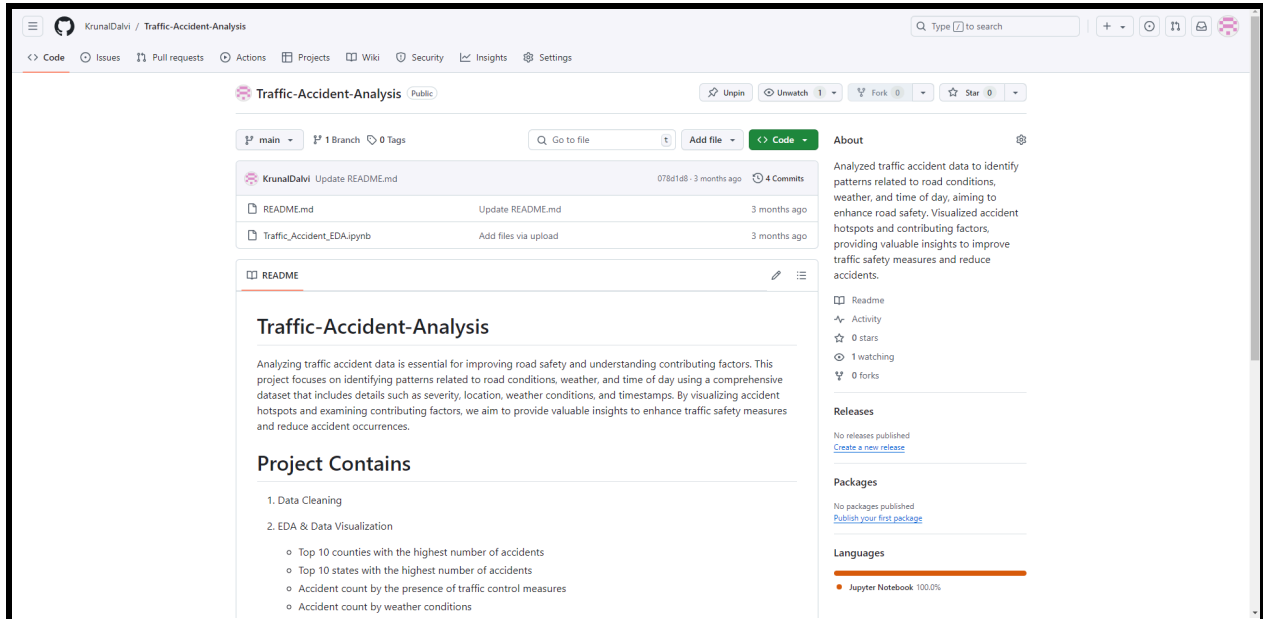 KrunalDalvi / Traffic-Accident-Analysis
Type / to search
<> Code Issues Pull requests Actions Projects Wiki Security Insights Settings
Traffic-Accident-Analysis Public
Unpin Unwatch 1 Fork 0 Star 0
main 1 Branch 0 Tags
Go to file t Add file <> Code
KrunalDalvi Update README.md 078d1d8 · 3 months ago 4 Commits
README.md Update README.md 3 months ago
Traffic_Accident_EDA.ipynb Add files via upload 3 months ago
README
Traffic-Accident-Analysis
Analyzing traffic accident data is essential for improving road safety and understanding contributing factors. This
project focuses on identifying patterns related to road conditions, weather, and time of day using a comprehensive
dataset that includes details such as severity, location, weather conditions, and timestamps. By visualizing accident
hotspots and examining contributing factors, we aim to provide valuable insights to enhance traffic safety measures
and reduce accident occurrences.
Project Contains
1. Data Cleaning
2. EDA & Data Visualization
Top 10 counties with the highest number of accidents
Top 10 states with the highest number of accidents
Accident count by the presence of traffic control measures
Accident count by weather conditions
About
Analyzed traffic accident data to identify
patterns related to road conditions,
weather, and time of day, aiming to
enhance road safety. Visualized accident
hotspots and contributing factors,
providing valuable insights to improve
traffic safety measures and reduce
accidents.
Readme
Activity
0 stars
1 watching
0 forks
Releases
No releases published
Create a new release
Packages
No packages published
Publish your first package
Languages
Jupyter Notebook 100.0%